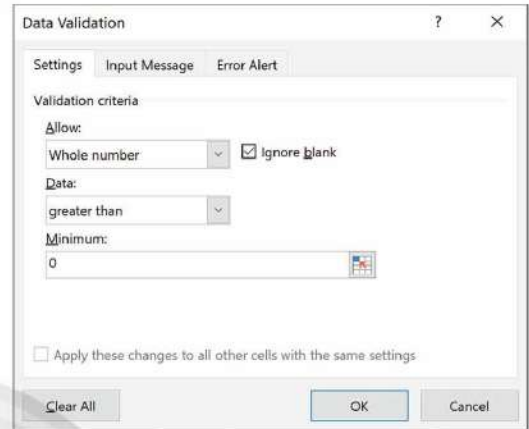 Data Validation ? ×
Settings Input Message Error Alert
Validation criteria
Allow:
Whole number Ignore blank
Data:
greater than
Minimum:
0
Apply these changes to all other cells with the same settings
Clear All OK Cancel